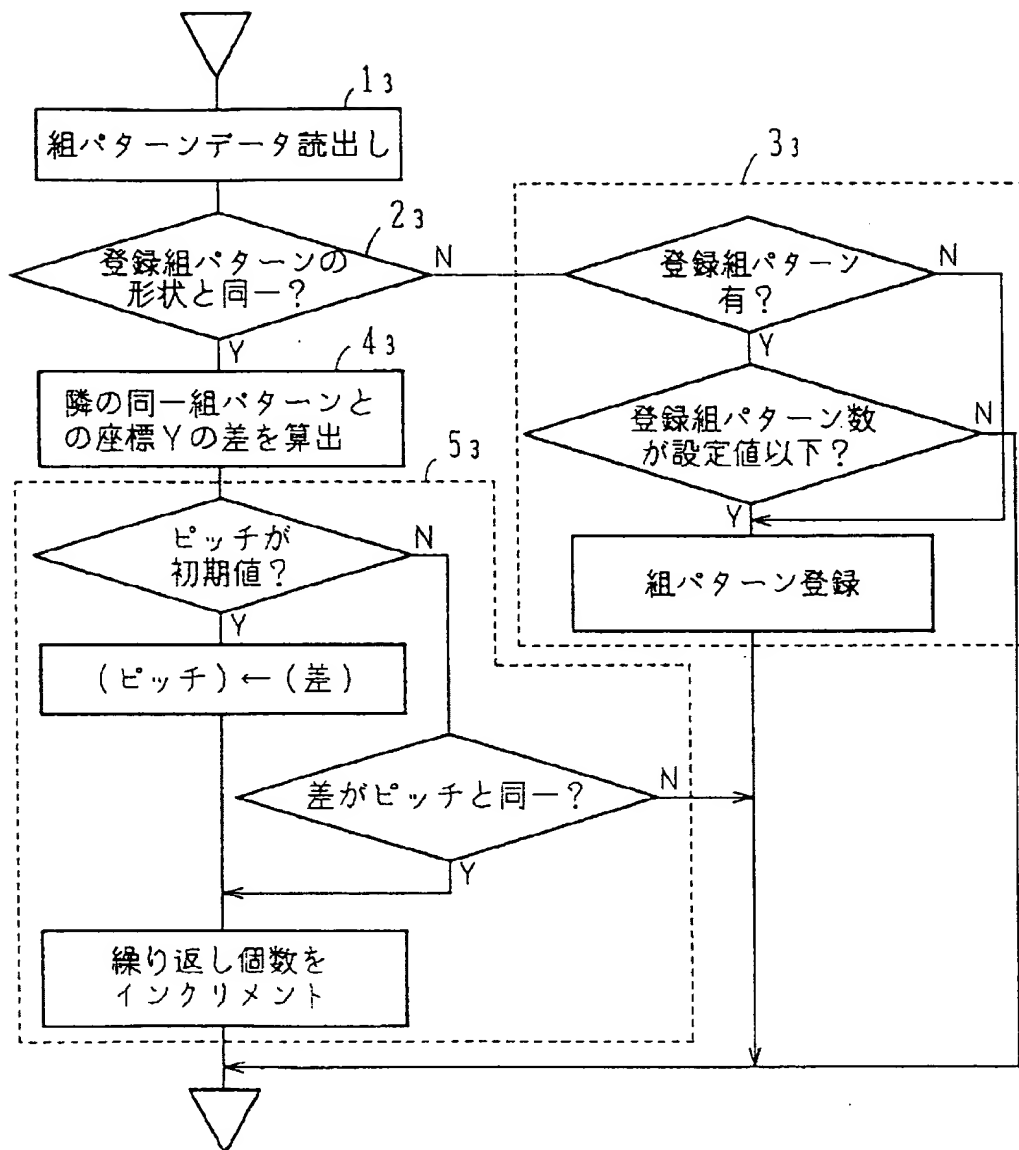 1₃
組パターンデータ読出し
3₃
2₃
登録組パターンの
形状と同一?
N
登録組パターン
有?
N
Y
4₃
Y
隣の同一組パターンと
の座標Yの差を算出
登録組パターン数
が設定値以下?
N
5₃
Y
ピッチが
初期値?
N
組パターン登録
Y
(ピッチ)←(差)
差がピッチと同一?
N
Y
繰り返し個数を
インクリメント